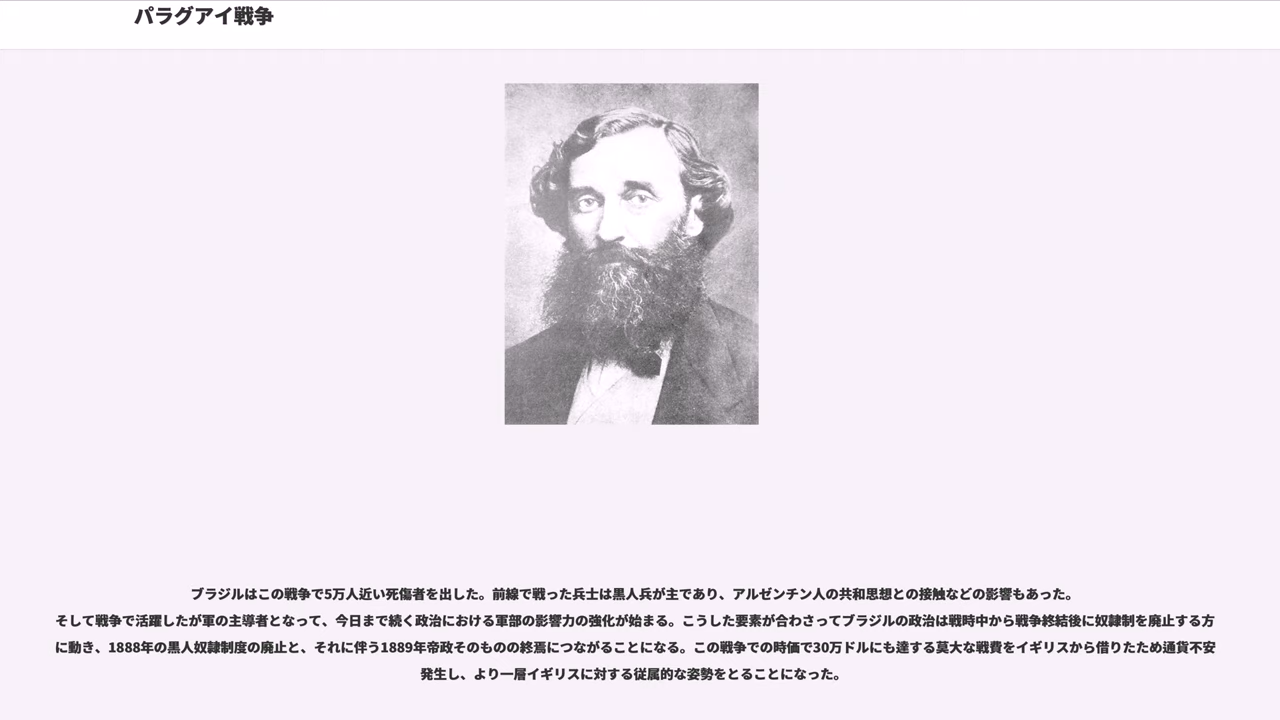 パラグアイ戦争
ブラジルはこの戦争で5万人近い死傷者を出した。前線で戦った兵士は黒人兵が主であり、アルゼンチン人の共和思想との接触などの影響もあった。
そして戦争で活躍したが軍の主導者となって、今日まで続く政治における軍部の影響力の強化が始まる。こうした要素が合わさってブラジルの政治は戦時中から戦争終結後に奴隷制を廃止する方
に動き、1888年の黒人奴隷制度の廃止と、それに伴う1889年帝政そのものの終焉につながることになる。この戦争での時価で30万ドルにも達する莫大な戦費をイギリスから借りたため通貨不安
発生し、より一層イギリスに対する従属的な姿勢をとることになった。